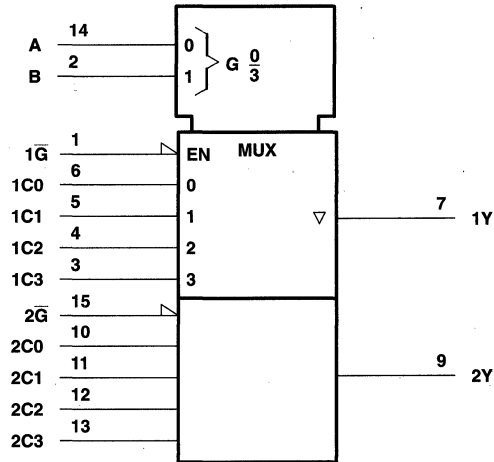 A 14 0
B 2 1
G 0/3
1G̅ 1 EN MUX
1C0 6 0
1C1 5 1
▽ 7 1Y
1C2 4 2
1C3 3 3
2G̅ 15
2C0 10
2C1 11
9 2Y
2C2 12
2C3 13